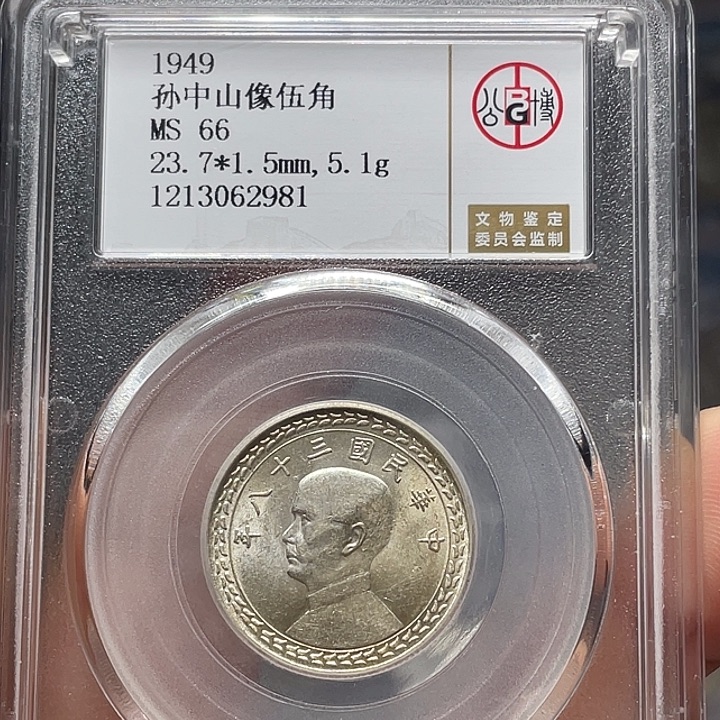 1949
孙中山像伍角
MS 66
23.7*1.5mm,5.1g
1213062981
公 BG 博
文物鉴定
委员会监制
年八十三國民華中